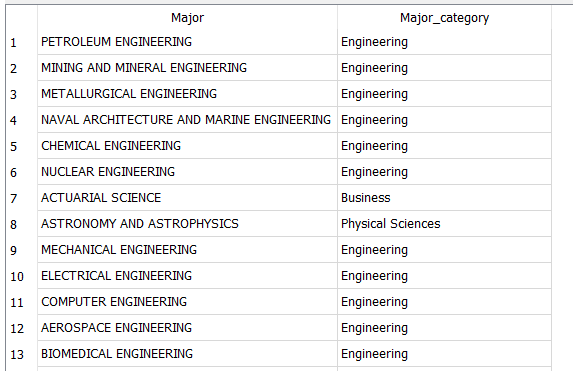 Major Major_category
1 PETROLEUM ENGINEERING Engineering
2 MINING AND MINERAL ENGINEERING Engineering
3 METALLURGICAL ENGINEERING Engineering
4 NAVAL ARCHITECTURE AND MARINE ENGINEERING Engineering
5 CHEMICAL ENGINEERING Engineering
6 NUCLEAR ENGINEERING Engineering
7 ACTUARIAL SCIENCE Business
8 ASTRONOMY AND ASTROPHYSICS Physical Sciences
9 MECHANICAL ENGINEERING Engineering
10 ELECTRICAL ENGINEERING Engineering
11 COMPUTER ENGINEERING Engineering
12 AEROSPACE ENGINEERING Engineering
13 BIOMEDICAL ENGINEERING Engineering